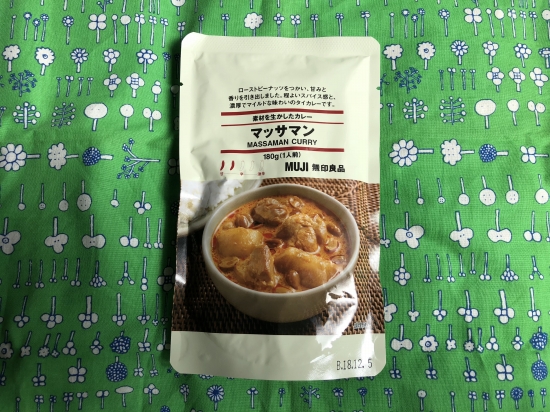 ローストピーナッツをつかい、甘みと
香りを引き出しました。程よいスパイス感と、
濃厚でマイルドな味わいのタイカレーです。
素材を生かしたカレー
マッサマン
MASSAMAN CURRY
180g(1人前)
MUJI 無印良品
B.18.12. 5